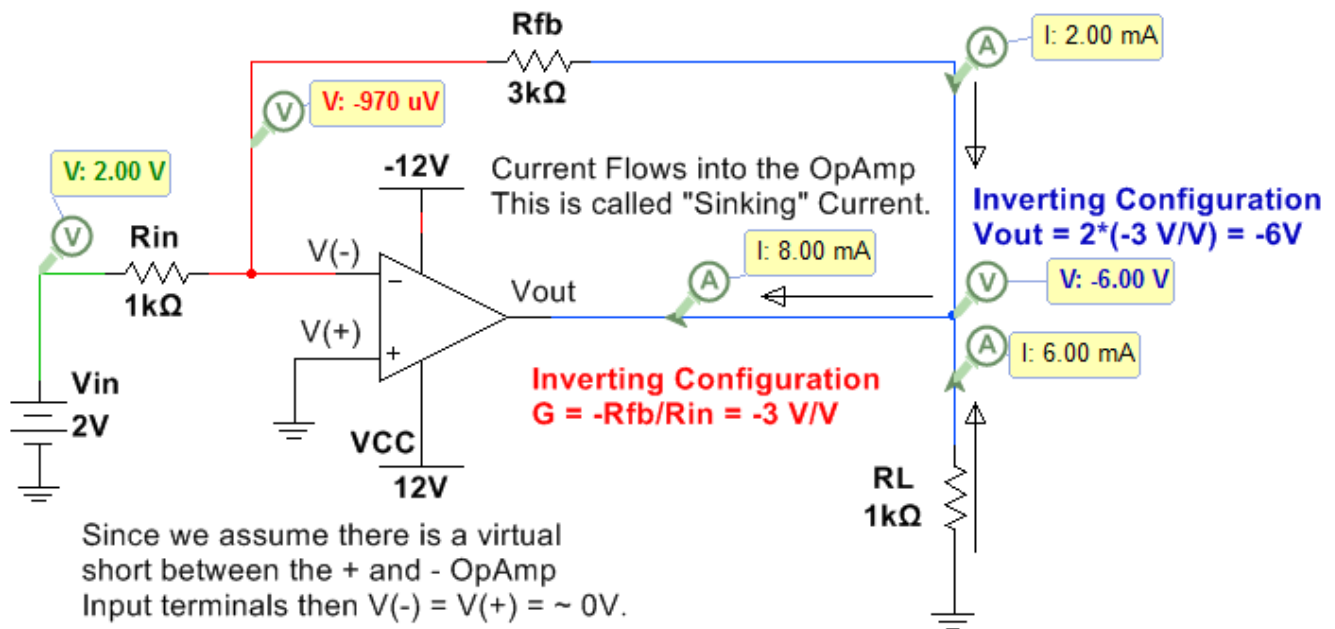 Rfb
3kΩ
A
I: 2.00 mA
V
V: -970 uV
V: 2.00 V
V
Rin
1kΩ
-12V
Current Flows into the OpAmp
This is called "Sinking" Current.
Inverting Configuration
Vout = 2*(-3 V/V) = -6V
V(-)
−
V(+)
+
Vout
A
I: 8.00 mA
V
V: -6.00 V
A
I: 6.00 mA
Vin
2V
Inverting Configuration
G = -Rfb/Rin = -3 V/V
VCC
12V
RL
1kΩ
Since we assume there is a virtual
short between the + and - OpAmp
Input terminals then V(-) = V(+) = ~ 0V.